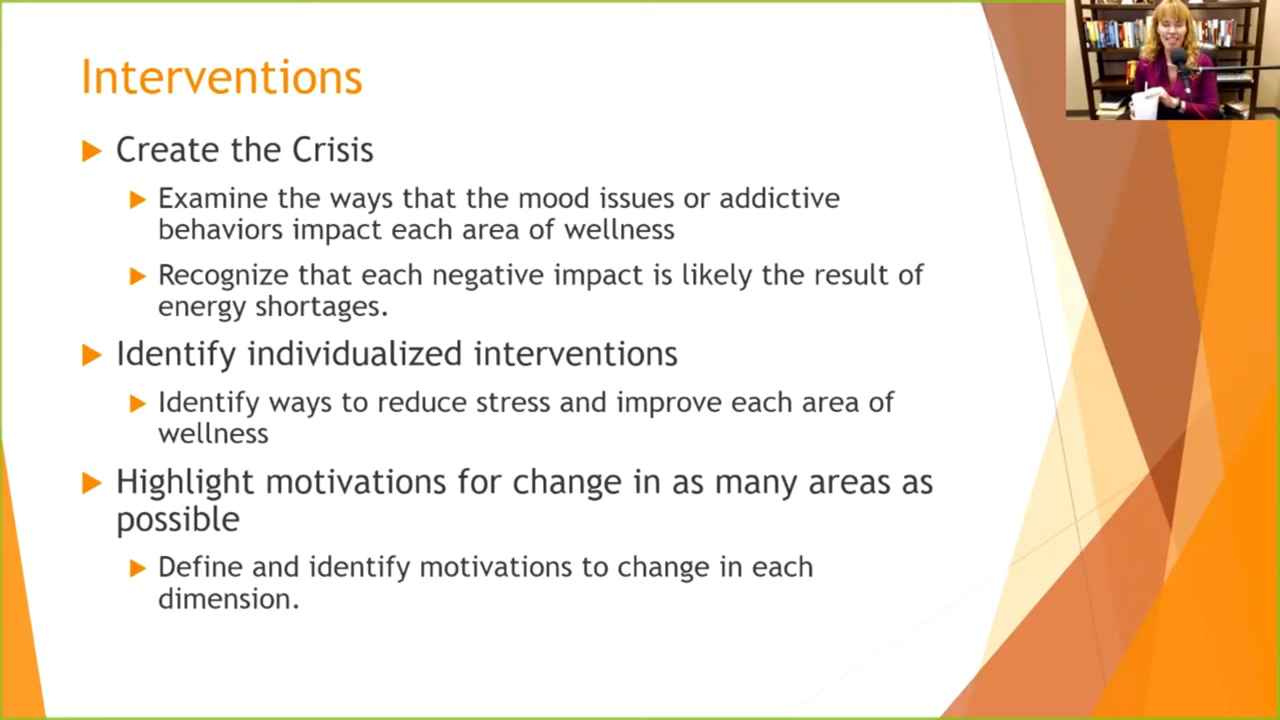 Interventions
Create the Crisis
Examine the ways that the mood issues or addictive
behaviors impact each area of wellness
Recognize that each negative impact is likely the result of
energy shortages.
Identify individualized interventions
Identify ways to reduce stress and improve each area of
wellness
Highlight motivations for change in as many areas as
possible
Define and identify motivations to change in each
dimension.